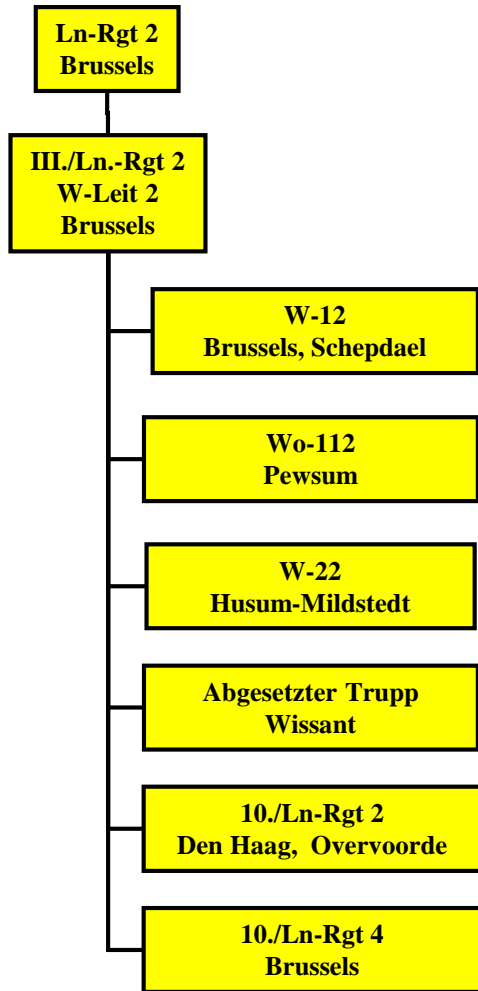 Ln-Rgt 2
Brussels
III./Ln.-Rgt 2
W-Leit 2
Brussels
W-12
Brussels, Schepdael
Wo-112
Pewsum
W-22
Husum-Mildstedt
Abgesetzter Trupp
Wissant
10./Ln-Rgt 2
Den Haag, Overvoorde
10./Ln-Rgt 4
Brussels